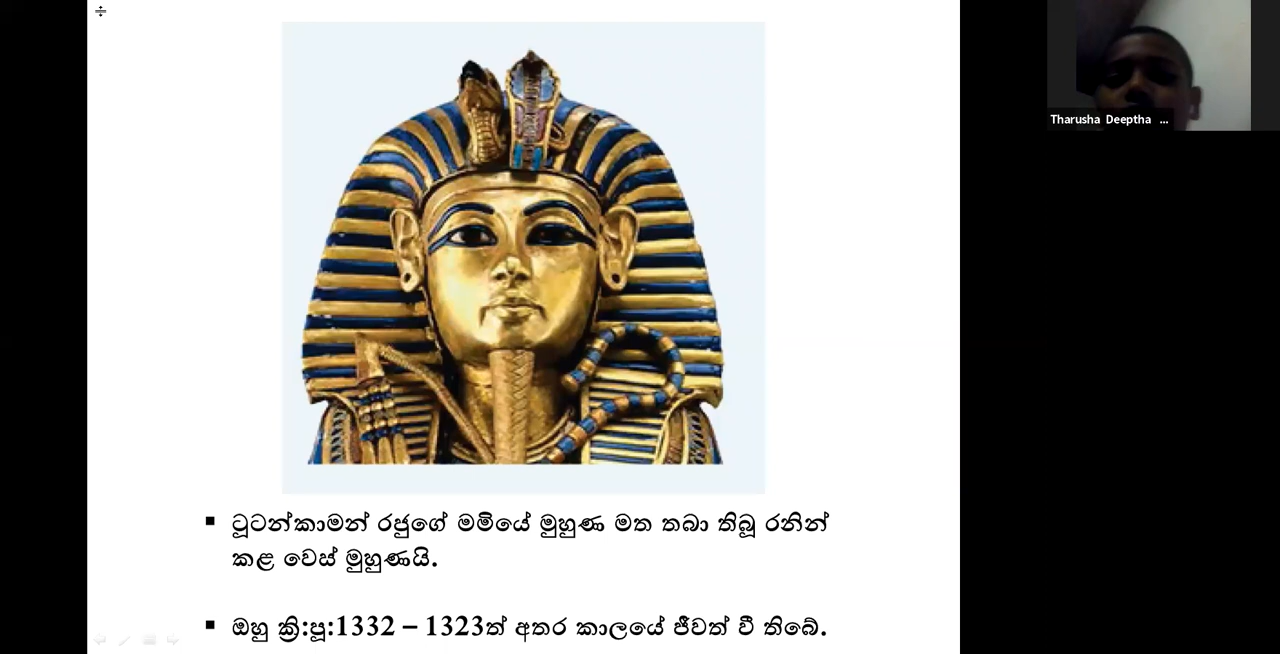 Tharusha Deeptha ...
▪ ටූටන්කාමන් රජුගේ මමියේ මුහුණ මත තබා තිබූ රනින්
කළ වෙස් මුහුණයි.
▪ ඔහු ක්‍රි:පූ:1332 – 1323ත් අතර කාලයේ ජීවත් වී තිබේ.